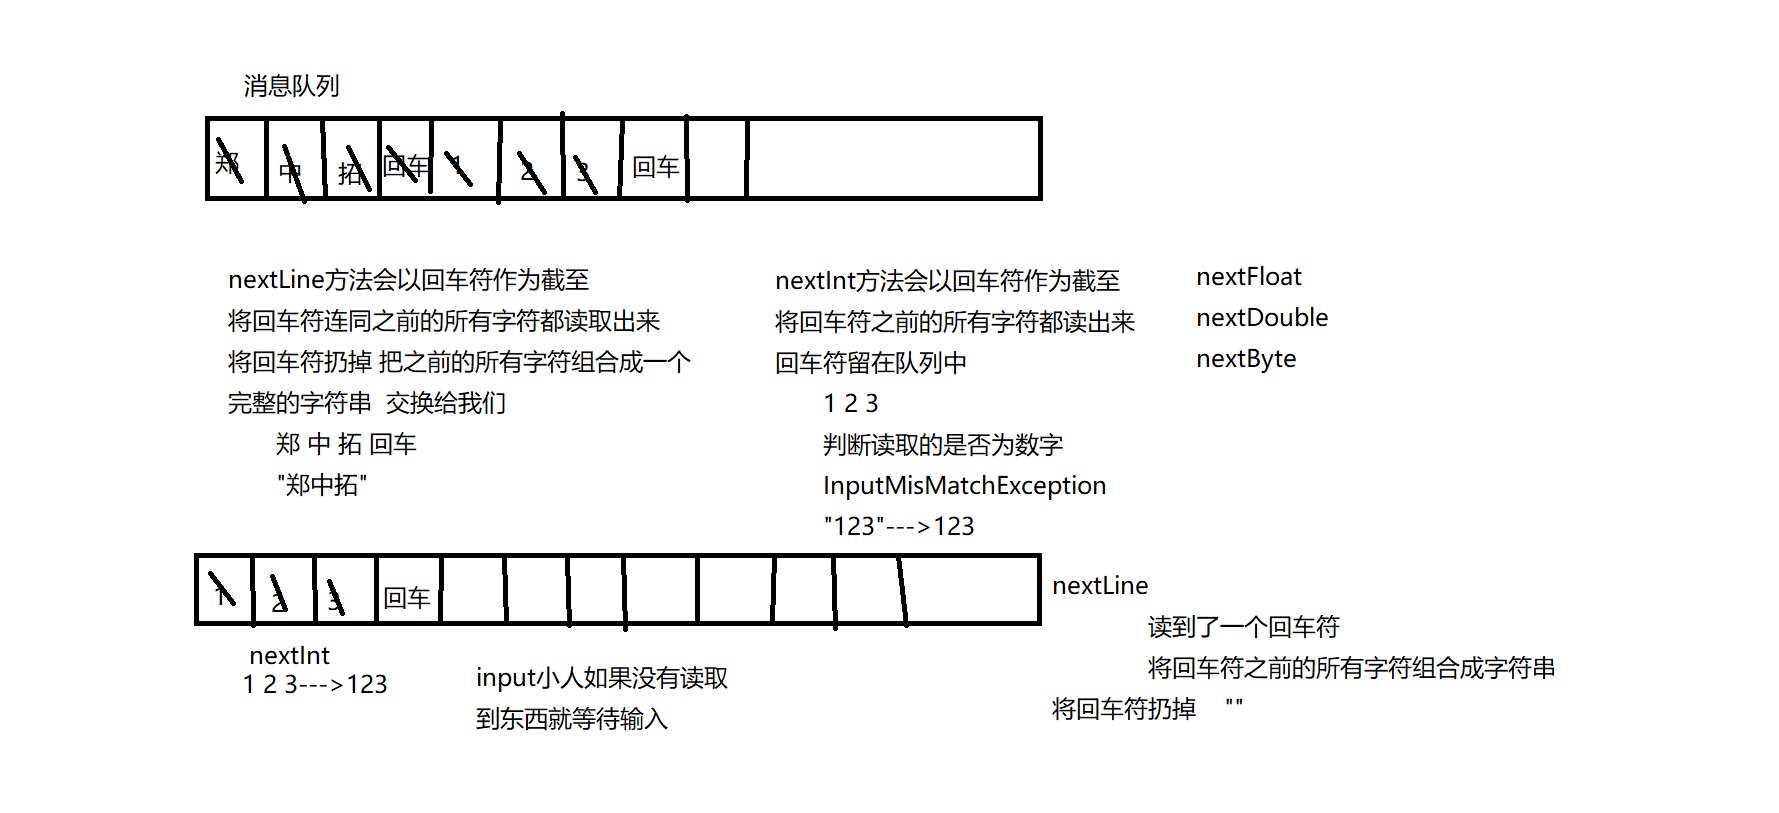 消息队列
郑 中 拓 回车 1 2 3 回车
nextLine方法会以回车符作为截至
将回车符连同之前的所有字符都读取出来
将回车符扔掉 把之前的所有字符组合成一个
完整的字符串 交换给我们
郑 中 拓 回车
"郑中拓"
nextInt方法会以回车符作为截至
将回车符之前的所有字符都读出来
回车符留在队列中
1 2 3
判断读取的是否为数字
InputMisMatchException
"123"--->123
nextFloat
nextDouble
nextByte
1 2 3 回车
nextInt
1 2 3--->123
input小人如果没有读取
到东西就等待输入
nextLine
读到了一个回车符
将回车符之前的所有字符组合成字符串
将回车符扔掉 ""